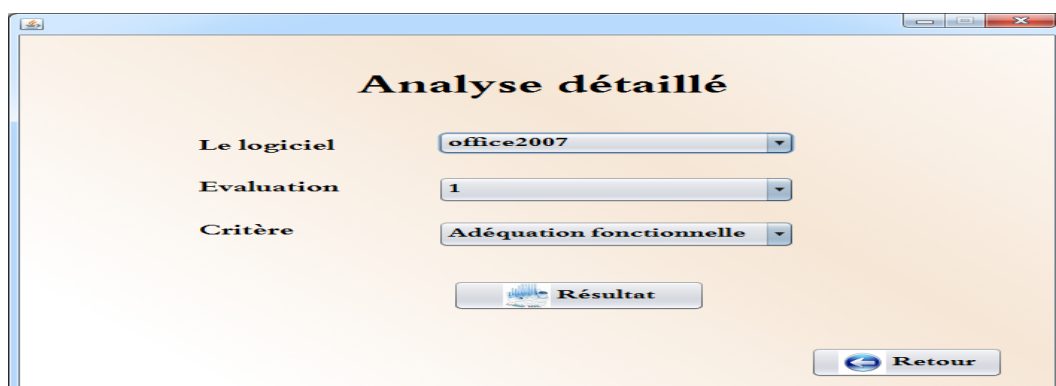 Analyse détaillé
Le logiciel office2007
Evaluation 1
Critère Adéquation fonctionnelle
Résultat
Retour